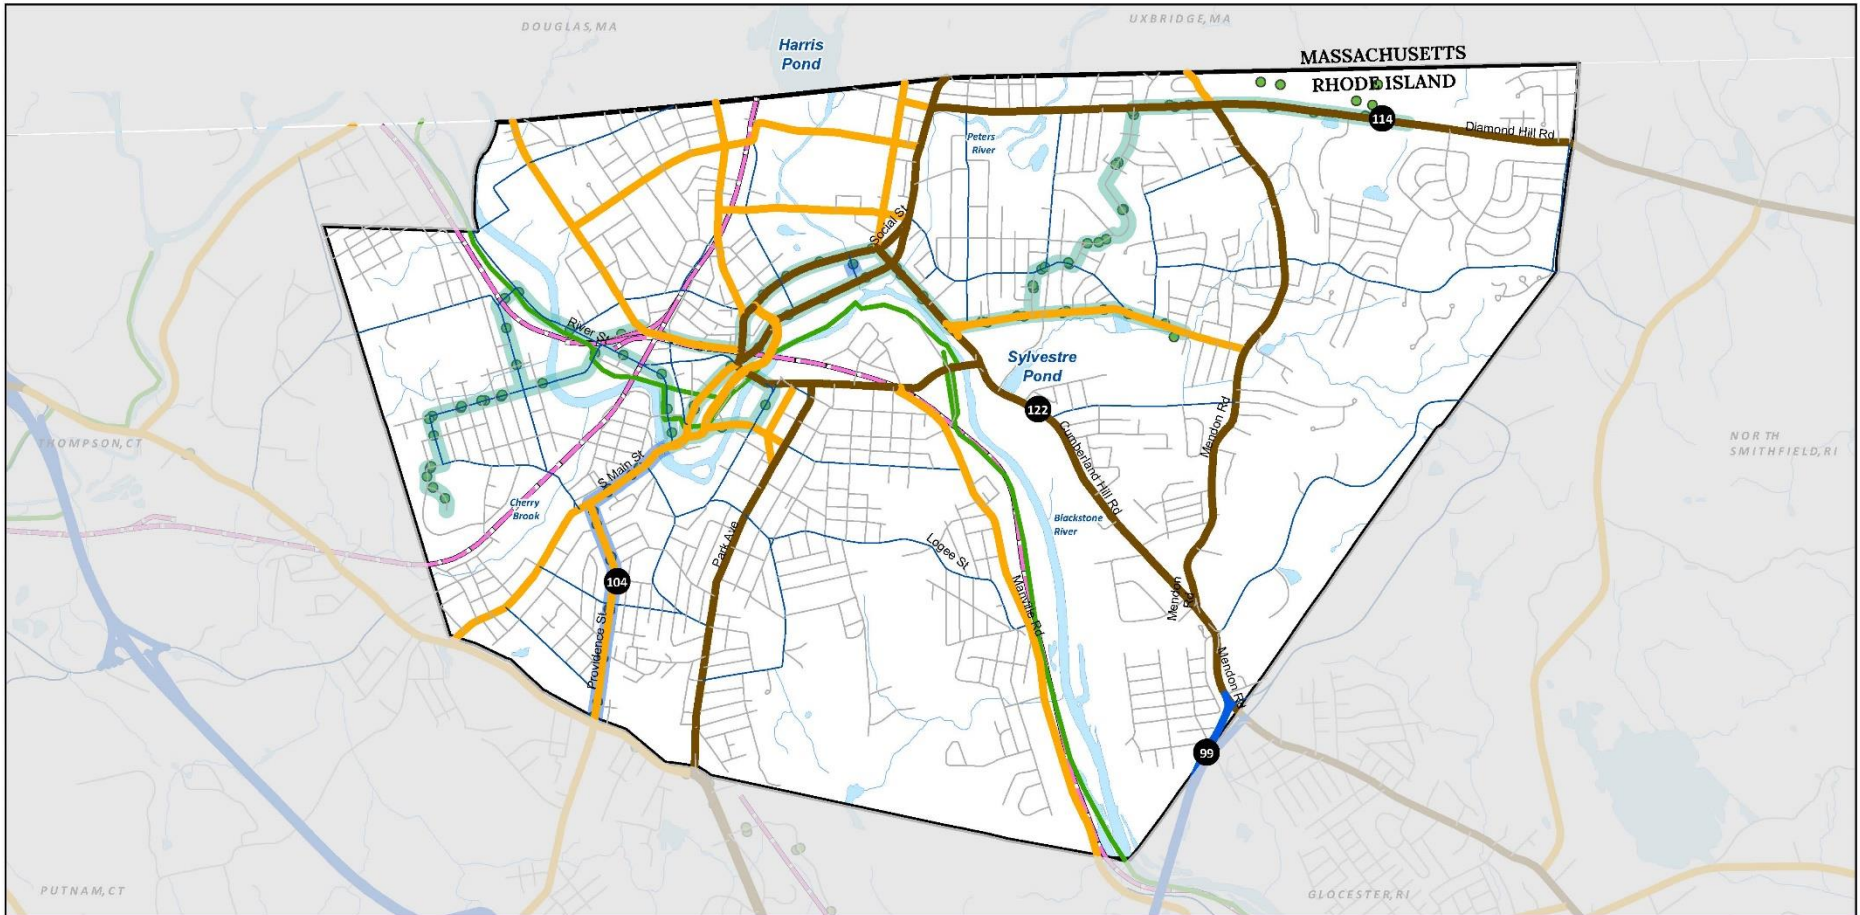 DOUGLAS, MA
UXBRIDGE, MA
Harris
Pond
MASSACHUSETTS
RHODE ISLAND
114
Diamond Hill Rd
Peters
River
Social St
River St
Sylvestre
Pond
122
THOMPSON, CT
Mendon Rd
Cumberland Hill Rd
NORTH
SMITHFIELD, RI
S Main St
Cherry
Brook
Blackstone
River
Park Ave
Logee St
104
Manville Rd
Mendon
Rd
Providence St
Mendon Rd
99
PUTNAM, CT
GLOCESTER, RI